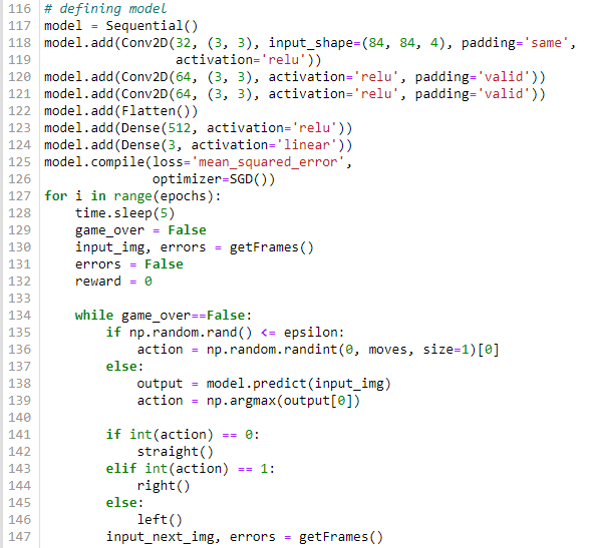 116 # defining model
117 model = Sequential()
118 model.add(Conv2D(32, (3, 3), input_shape=(84, 84, 4), padding='same',
119                  activation='relu'))
120 model.add(Conv2D(64, (3, 3), activation='relu', padding='valid'))
121 model.add(Conv2D(64, (3, 3), activation='relu', padding='valid'))
122 model.add(Flatten())
123 model.add(Dense(512, activation='relu'))
124 model.add(Dense(3, activation='linear'))
125 model.compile(loss='mean_squared_error',
126               optimizer=SGD())
127 for i in range(epochs):
128     time.sleep(5)
129     game_over = False
130     input_img, errors = getFrames()
131     errors = False
132     reward = 0
133
134     while game_over==False:
135         if np.random.rand() <= epsilon:
136             action = np.random.randint(0, moves, size=1)[0]
137         else:
138             output = model.predict(input_img)
139             action = np.argmax(output[0])
140
141         if int(action) == 0:
142             straight()
143         elif int(action) == 1:
144             right()
145         else:
146             left()
147         input_next_img, errors = getFrames()